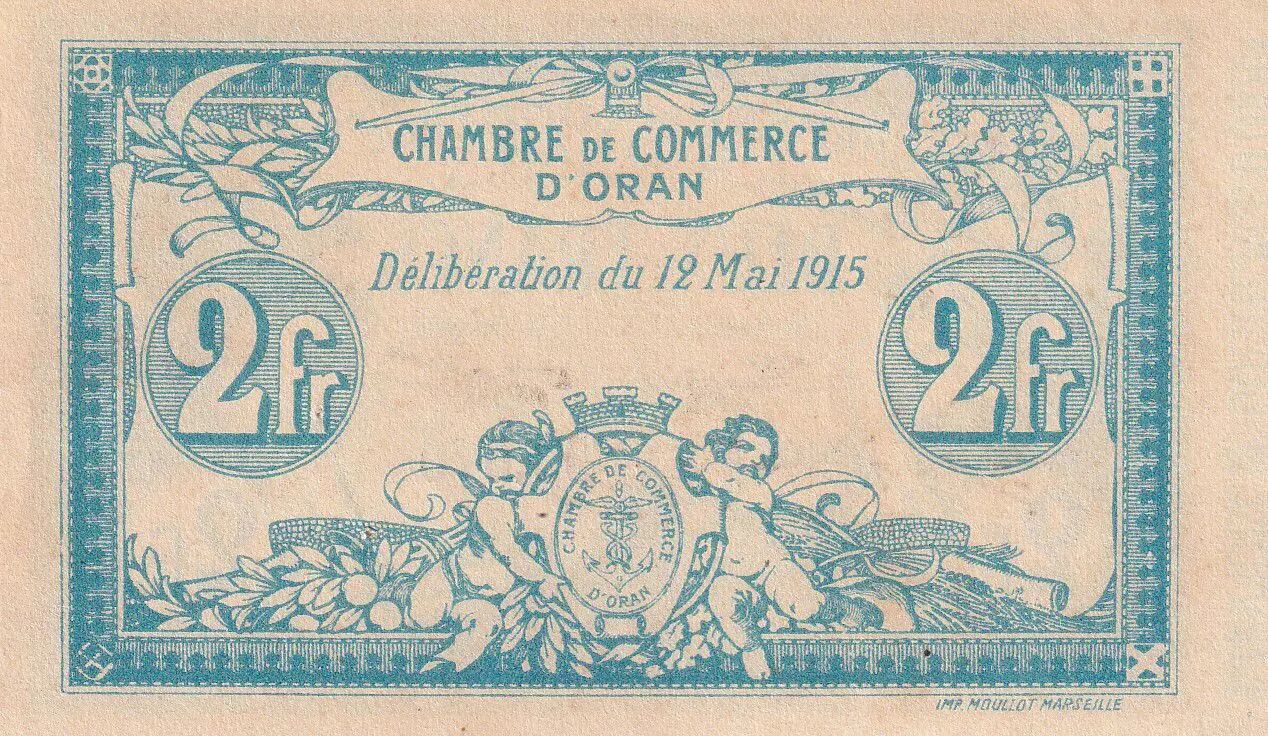 CHAMBRE DE COMMERCE
D'ORAN
Délibération du 12 Mai 1915
2fr
2fr
CHAMBRE DE COMMERCE
D'ORAN
IMP. MOULLOT MARSEILLE